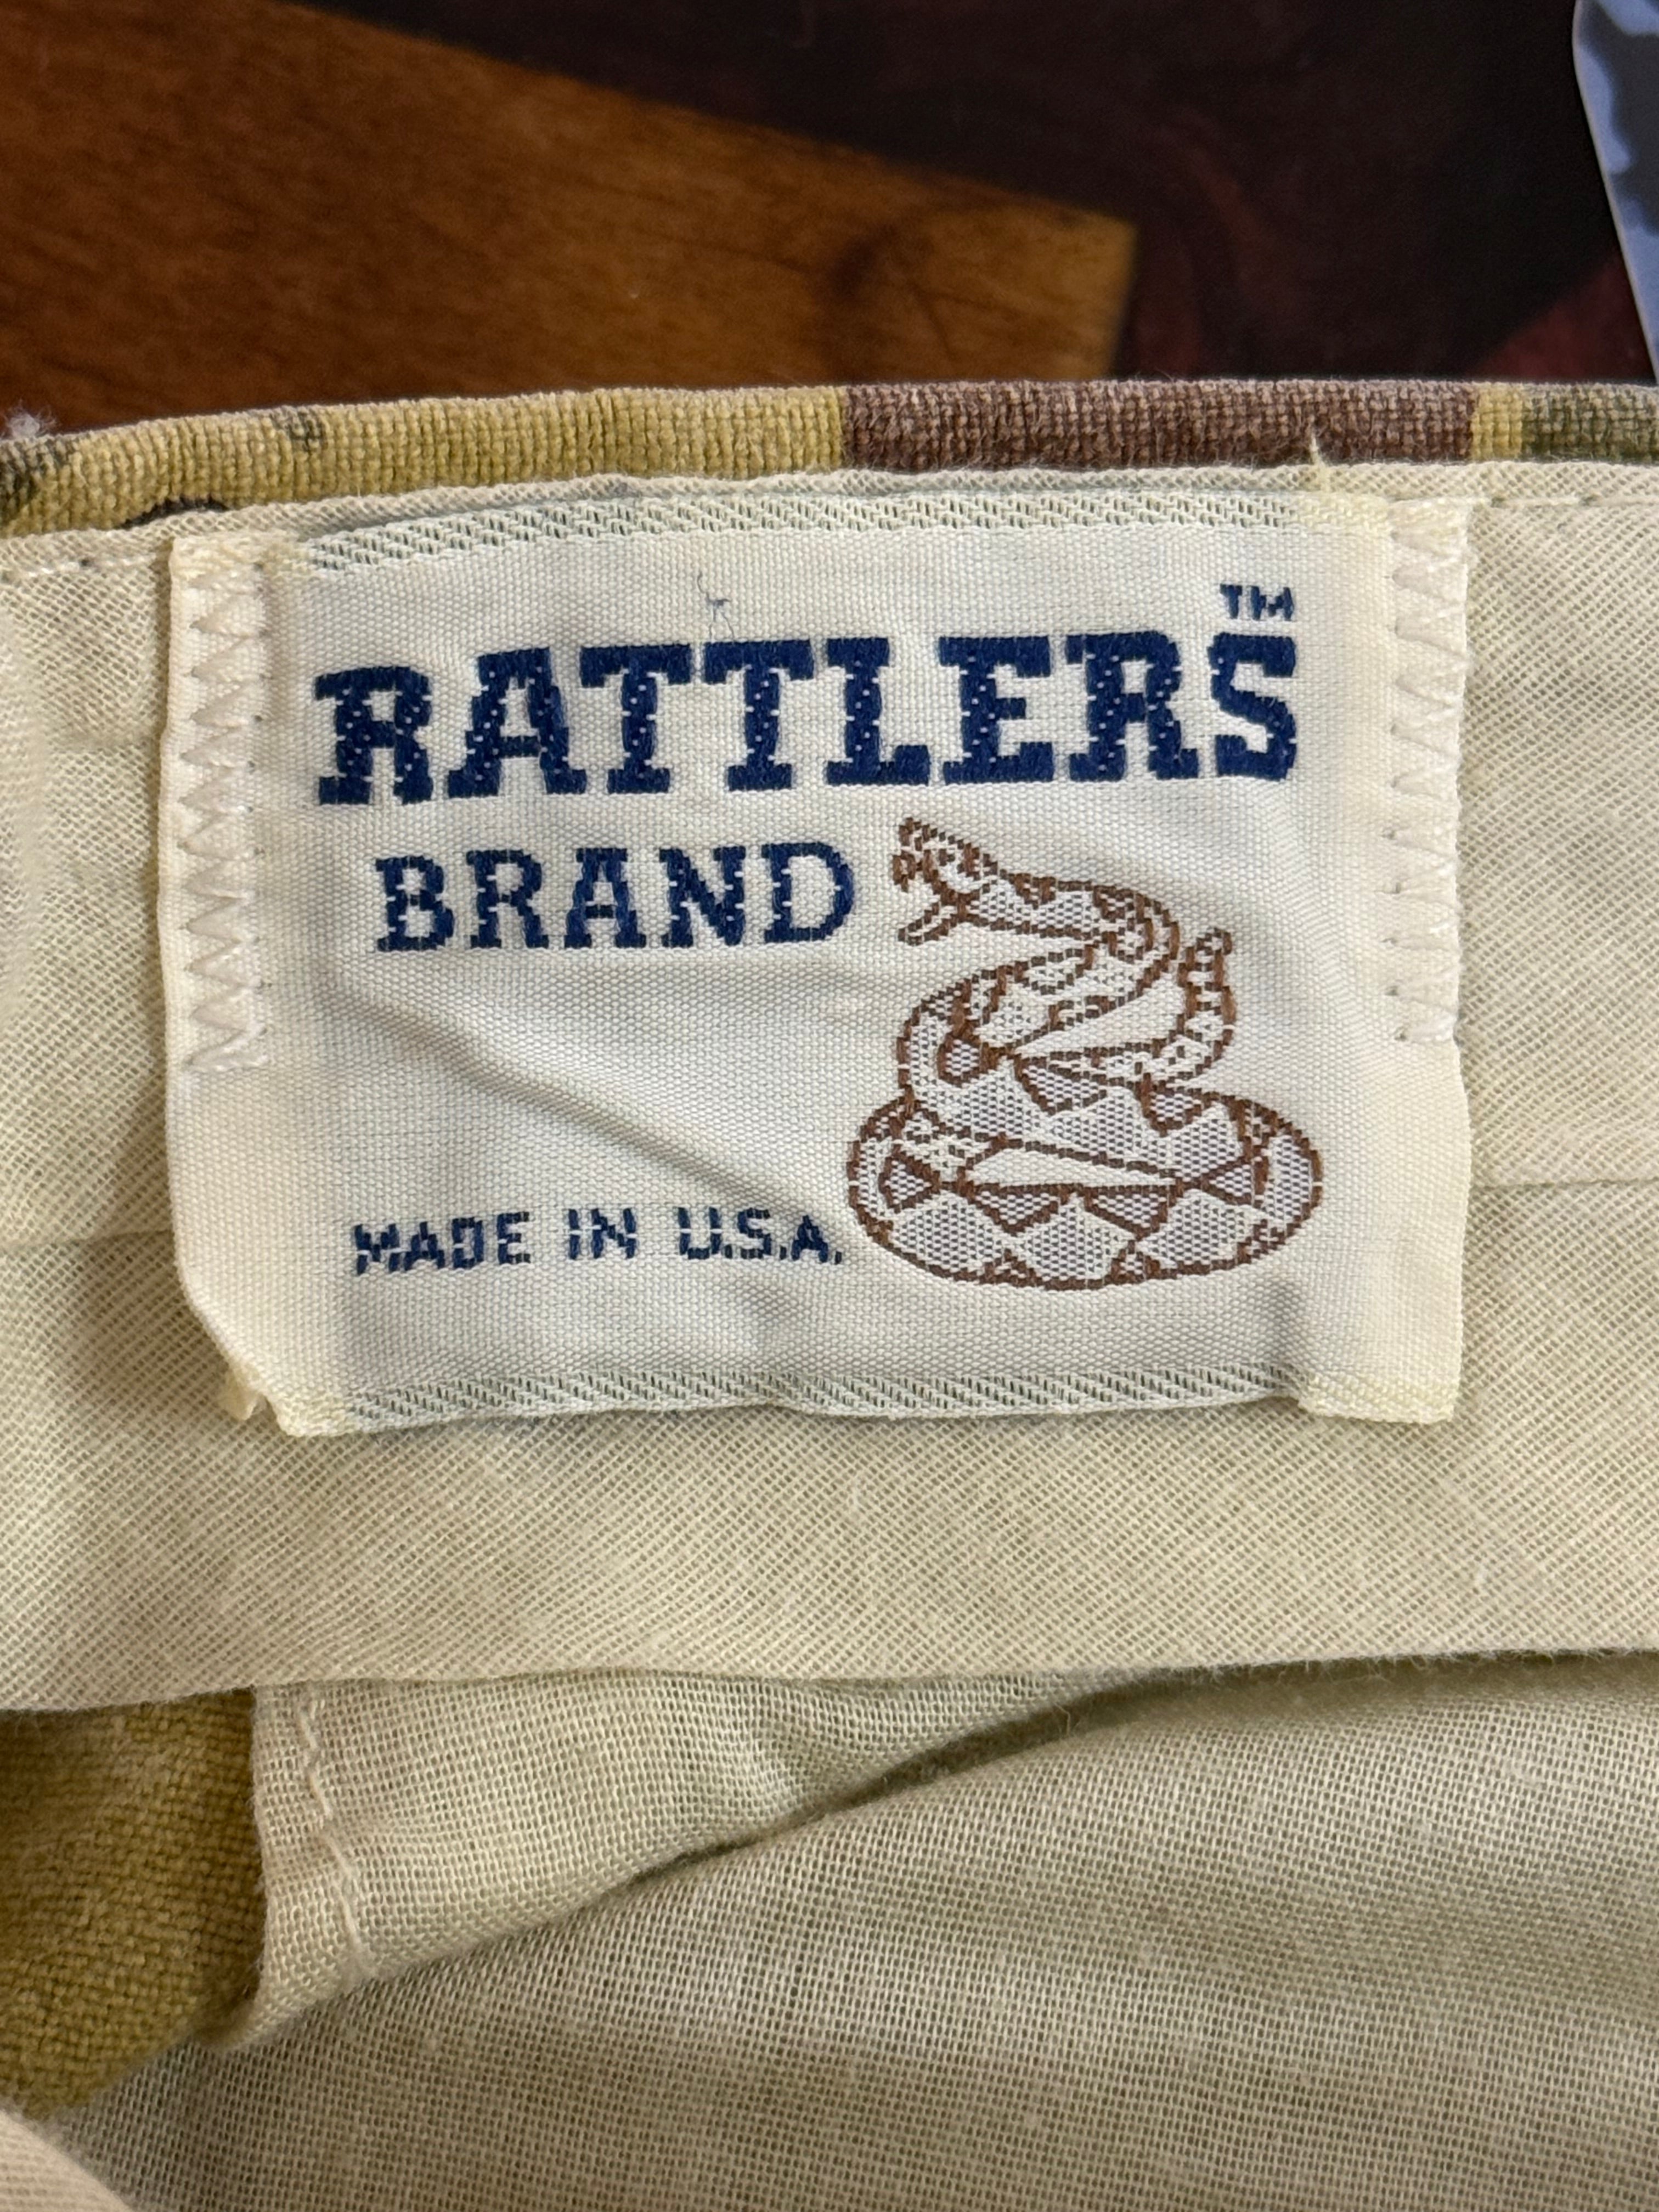 RATTLERS™
BRAND
MADE IN U.S.A.